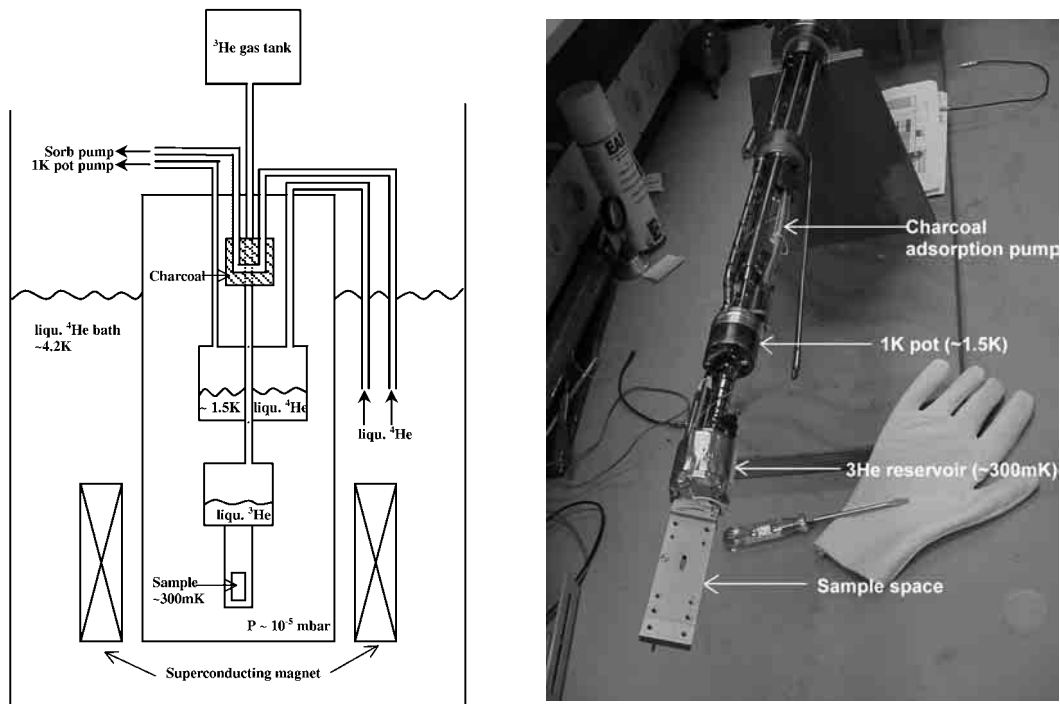 ³He gas tank
Sorb pump
1K pot pump
Charcoal
liqu. ⁴He bath
~4.2K
~ 1.5K liqu. ⁴He
liqu. ⁴He
liqu. ³He
Sample
~300mK
P ~ 10⁻⁵ mbar
Superconducting magnet
EAI
Charcoal
adsorption pump
1K pot (~1.5K)
3He reservoir (~300mK)
Sample space